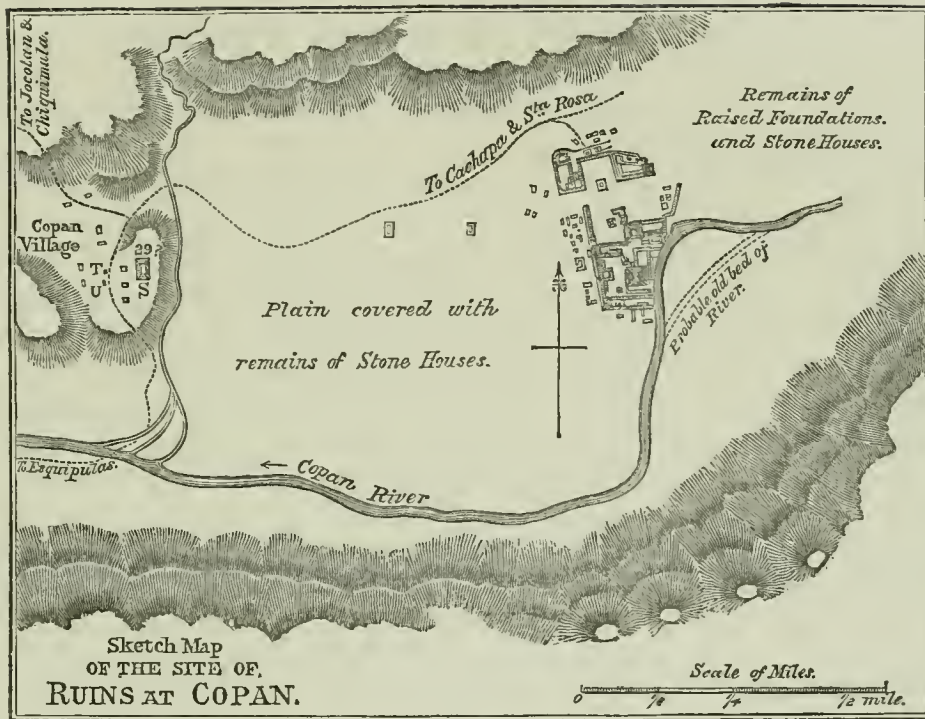 To Jocotan &
Chiquimula.
To Cachapa & Sta Rosa
Remains of
Raised Foundations.
and Stone Houses.
Copan
Village
29
T
U
S
Plain covered with
remains of Stone Houses.
Probable old bed of
River.
To Esquipulas.
← Copan River
Sketch Map
OF THE SITE OF,
RUINS AT COPAN.
Scale of Miles.
0 1/8 1/4 1/2 mile.